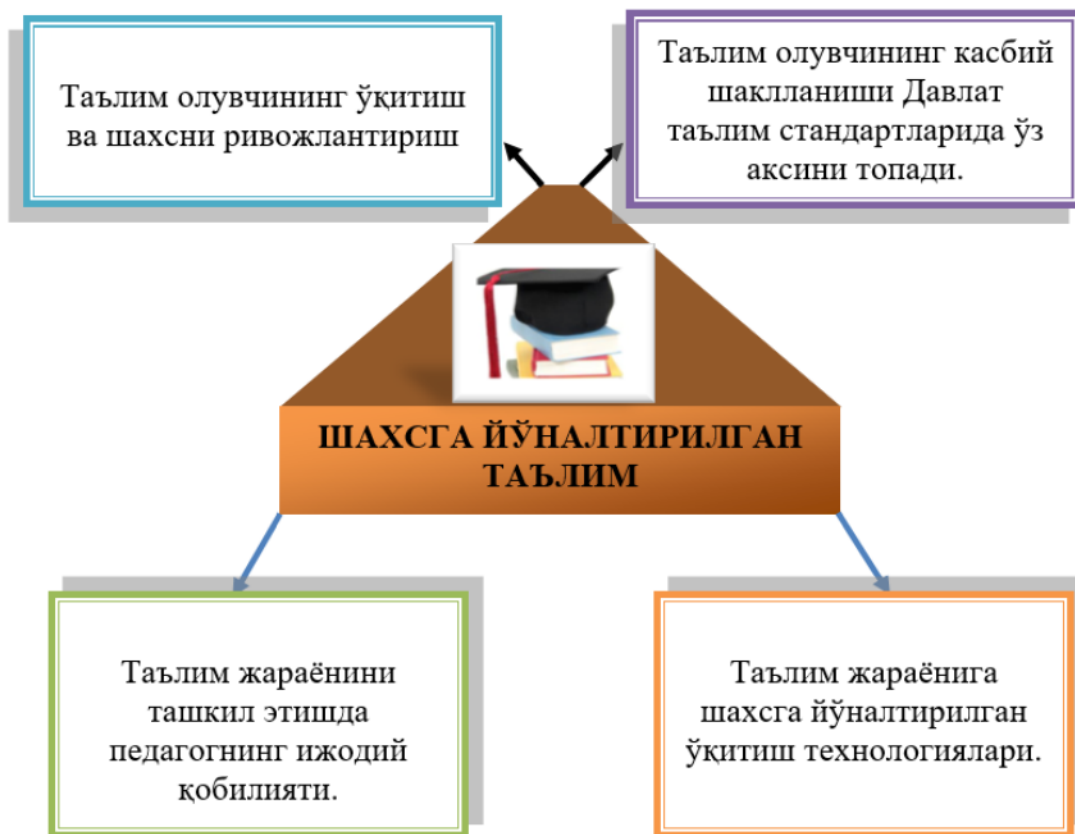 Таълим олувчининг ўқитиш
ва шахсни ривожлантириш
Таълим олувчининг касбий
шаклланиши Давлат
таълим стандартларида ўз
аксини топади.
ШАХСГА ЙЎНАЛТИРИЛГАН
ТАЪЛИМ
Таълим жараёнини
ташкил этишда
педагогнинг ижодий
қобилияти.
Таълим жараёнига
шахсга йўналтирилган
ўқитиш технологиялари.